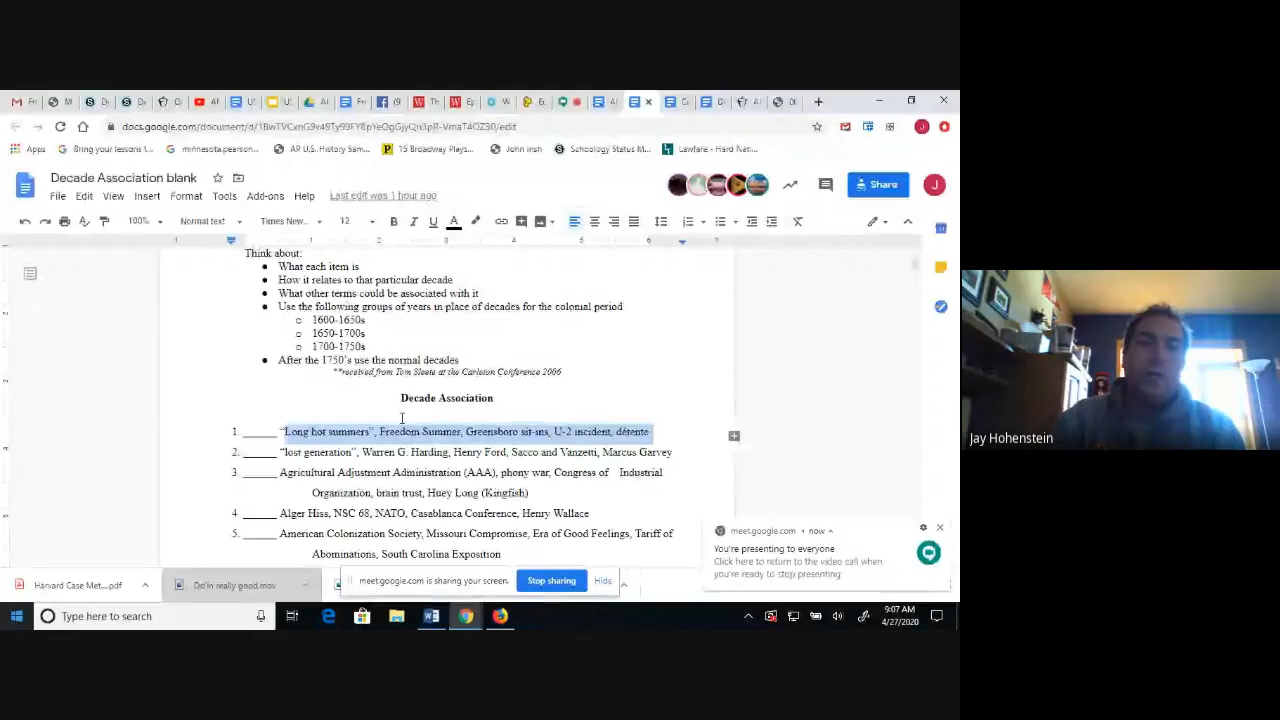 docs.google.com/document/d/1BwTVCxnG9v49Ty99FY8pYeOgGjyQri3pR-VmaT4OZ30/edit
Apps Bring your lessons t... minnesota.pearson... AP U.S. History Sam... 15 Broadway Plays... John Irish Schoology Status M... Lawfare - Hard Nati...
Decade Association blank
File Edit View Insert Format Tools Add-ons Help Last edit was 1 hour ago
Share J
100% Normal text Times New... 12
Think about:
● What each item is
● How it relates to that particular decade
● What other terms could be associated with it
● Use the following groups of years in place of decades for the colonial period
○ 1600-1650s
○ 1650-1700s
○ 1700-1750s
● After the 1750's use the normal decades
**received from Tom Sleete at the Carleton Conference 2006
Decade Association
1. ______ “Long hot summers”, Freedom Summer, Greensboro sit-ins, U-2 incident, détente
2. ______ “lost generation”, Warren G. Harding, Henry Ford, Sacco and Vanzetti, Marcus Garvey
3. ______ Agricultural Adjustment Administration (AAA), phony war, Congress of Industrial
Organization, brain trust, Huey Long (Kingfish)
4. ______ Alger Hiss, NSC 68, NATO, Casablanca Conference, Henry Wallace
5. ______ American Colonization Society, Missouri Compromise, Era of Good Feelings, Tariff of
Abominations, South Carolina Exposition
meet.google.com • now
You're presenting to everyone
Click here to return to the video call when
you're ready to stop presenting
Harvard Case Met....pdf Do'in really good.mov
meet.google.com is sharing your screen. Stop sharing Hide
Type here to search
9:07 AM
4/27/2020
Jay Hohenstein